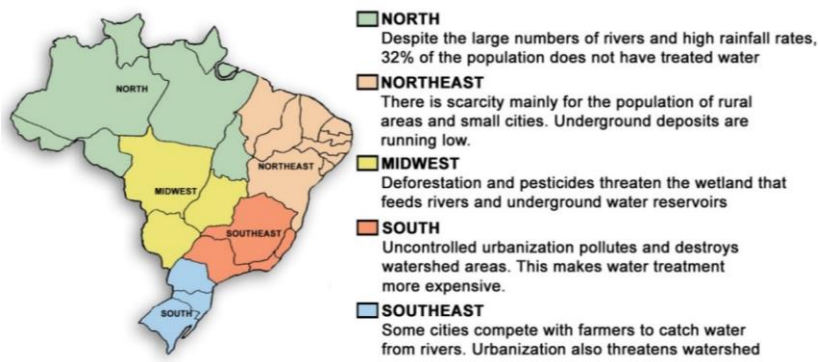 NORTH
NORTHEAST
MIDWEST
SOUTHEAST
SOUTH
NORTH
Despite the large numbers of rivers and high rainfall rates,
32% of the population does not have treated water
NORTHEAST
There is scarcity mainly for the population of rural
areas and small cities. Underground deposits are
running low.
MIDWEST
Deforestation and pesticides threaten the wetland that
feeds rivers and underground water reservoirs
SOUTH
Uncontrolled urbanization pollutes and destroys
watershed areas. This makes water treatment
more expensive.
SOUTHEAST
Some cities compete with farmers to catch water
from rivers. Urbanization also threatens watershed